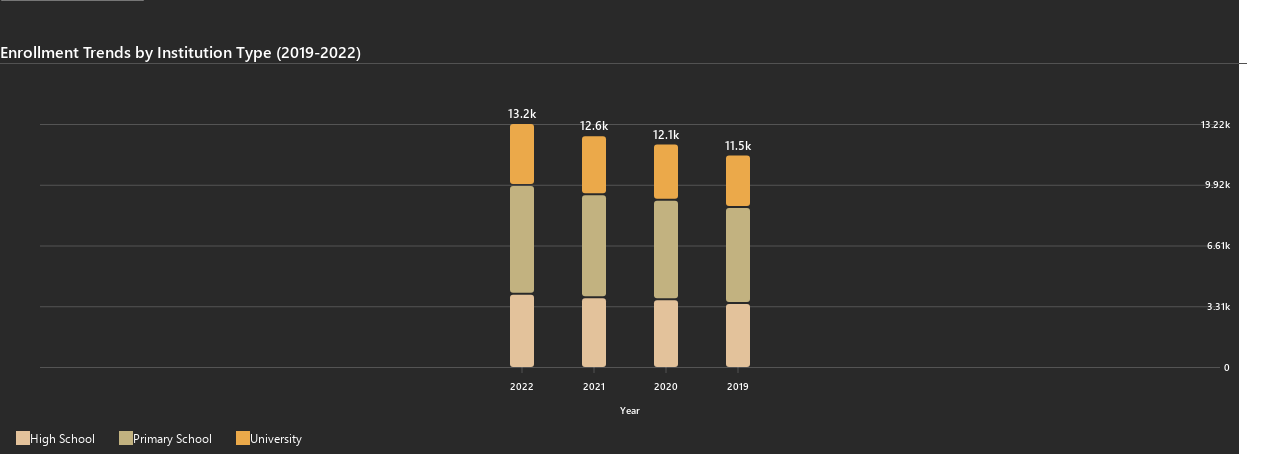 Enrollment Trends by Institution Type (2019-2022)
13.2k
12.6k
12.1k
11.5k
13.22k
9.92k
6.61k
3.31k
0
2022 2021 2020 2019
Year
High School Primary School University